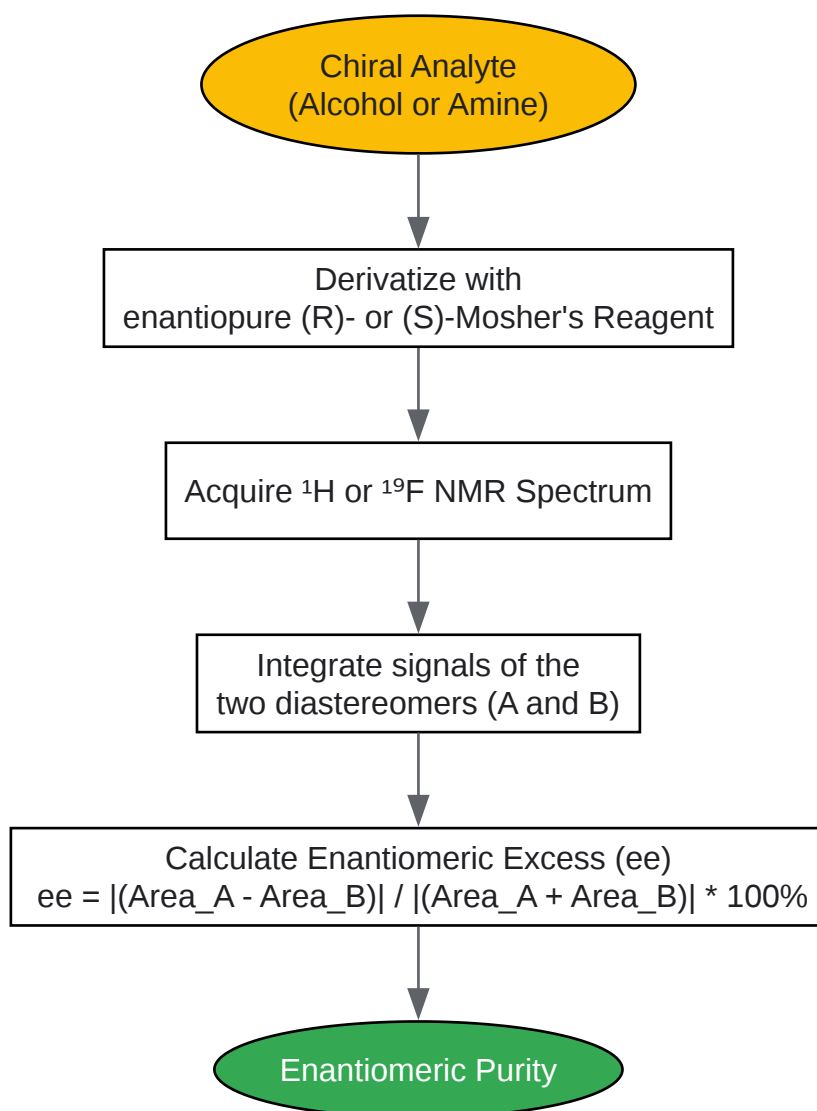 Chiral Analyte
(Alcohol or Amine)
Derivatize with
enantiopure (R)- or (S)-Mosher's Reagent
Acquire ¹H or ¹⁹F NMR Spectrum
Integrate signals of the
two diastereomers (A and B)
Calculate Enantiomeric Excess (ee)
ee = |(Area_A - Area_B)| / |(Area_A + Area_B)| * 100%
Enantiomeric Purity